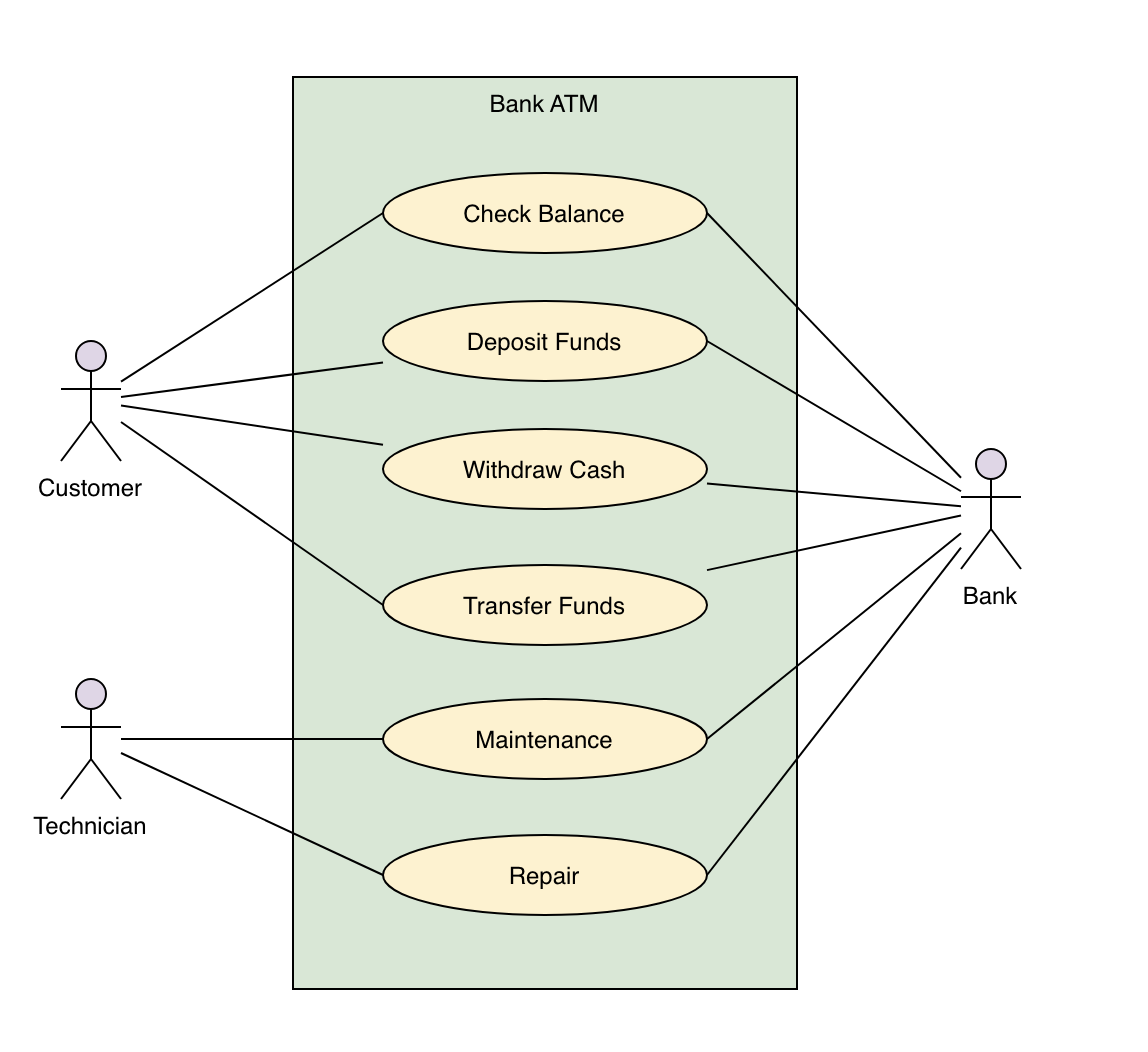 Bank ATM
Check Balance
Deposit Funds
Withdraw Cash
Transfer Funds
Maintenance
Repair
Customer
Technician
Bank